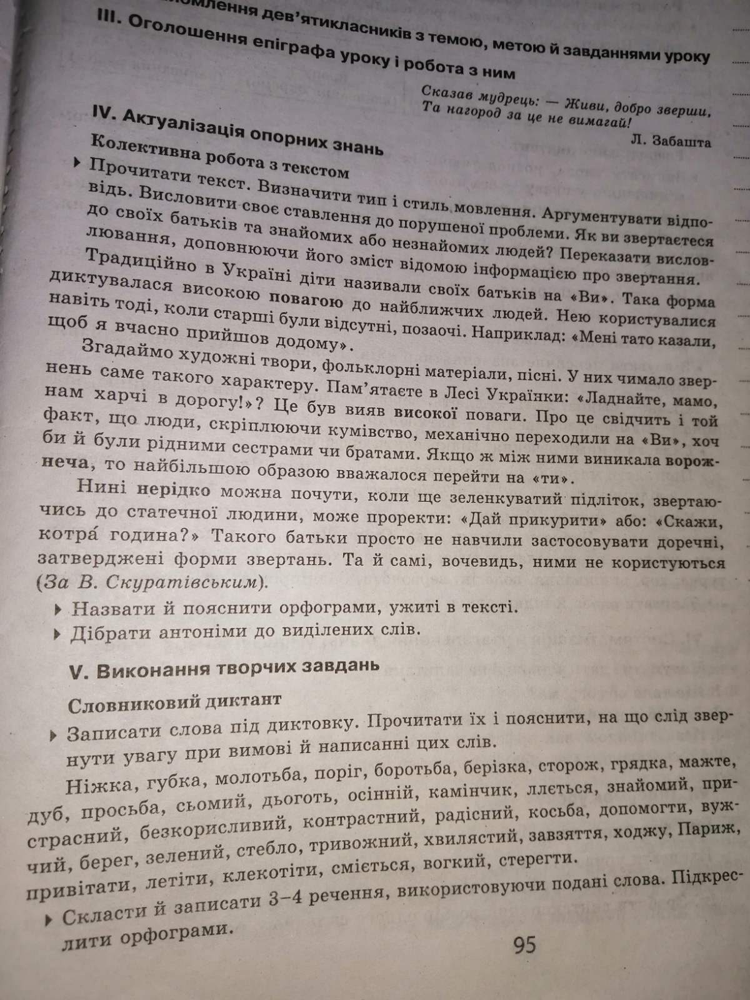 дев’ятикласників з темою, метою й завданнями уроку
ІІІ. Оголошення епіграфа уроку і робота з ним
Сказав мудрець: — Живи, добро зверши,
Та нагород за це не вимагай!
Л. Забашта
IV. Актуалізація опорних знань
Колективна робота з текстом
Прочитати текст. Визначити тип і стиль мовлення. Аргументувати відпо-
відь. Висловити своє ставлення до порушеної проблеми. Як ви звертаєтеся
до своїх батьків та знайомих або незнайомих людей? Переказати вислов-
лювання, доповнюючи його зміст відомою інформацією про звертання.
Традиційно в Україні діти називали своїх батьків на «Ви». Така форма
диктувалася високою повагою до найближчих людей. Нею користувалися
навіть тоді, коли старші були відсутні, позаочі. Наприклад: «Мені тато казали,
щоб я вчасно прийшов додому».
Згадаймо художні твори, фольклорні матеріали, пісні. У них чимало звер-
нень саме такого характеру. Пам’ятаєте в Лесі Українки: «Ладнайте, мамо,
нам харчі в дорогу!»? Це був вияв високої поваги. Про це свідчить і той
факт, що люди, скріплюючи кумівство, механічно переходили на «Ви», хоч
би й були рідними сестрами чи братами. Якщо ж між ними виникала ворож-
неча, то найбільшою образою вважалося перейти на «ти».
Нині нерідко можна почути, коли ще зеленкуватий підліток, звертаю-
чись до статечної людини, може проректи: «Дай прикурити» або: «Скажи,
котра́ година?» Такого батьки просто не навчили застосовувати доречні,
затверджені форми звертань. Та й самі, вочевидь, ними не користуються
(За В. Скуратівським).
Назвати й пояснити орфограми, ужиті в тексті.
Дібрати антоніми до виділених слів.
V. Виконання творчих завдань
Словниковий диктант
Записати слова під диктовку. Прочитати їх і пояснити, на що слід звер-
нути увагу при вимові й написанні цих слів.
Ніжка, губка, молотьба, поріг, боротьба, берізка, сторож, грядка, мажте,
дуб, просьба, сьомий, дьоготь, осінній, камінчик, ллється, знайомий, при-
страсний, безкорисливий, контрастний, радісний, косьба, допомогти, вуж-
чий, берег, зелений, стебло, тривожний, хвилястий, завзяття, ходжу, Париж,
привітати, летіти, клекотіти, сміється, вогкий, стерегти.
Скласти й записати 3–4 речення, використовуючи подані слова. Підкрес-
лити орфограми.
95